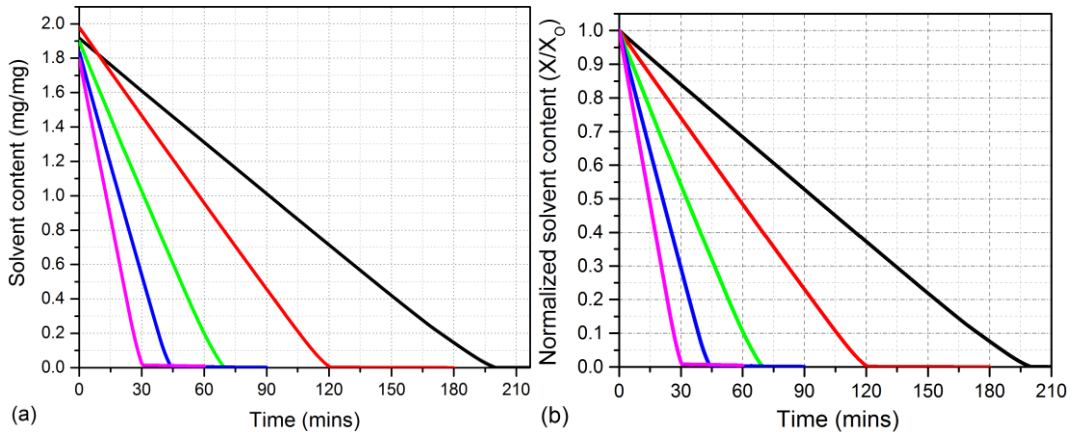 Solvent content (mg/mg)
2.0
1.8
1.6
1.4
1.2
1.0
0.8
0.6
0.4
0.2
0.0
0 30 60 90 120 150 180 210
Time (mins)
(a)
Normalized solvent content (X/X_O)
1.0
0.9
0.8
0.7
0.6
0.5
0.4
0.3
0.2
0.1
0.0
0 30 60 90 120 150 180 210
Time (mins)
(b)